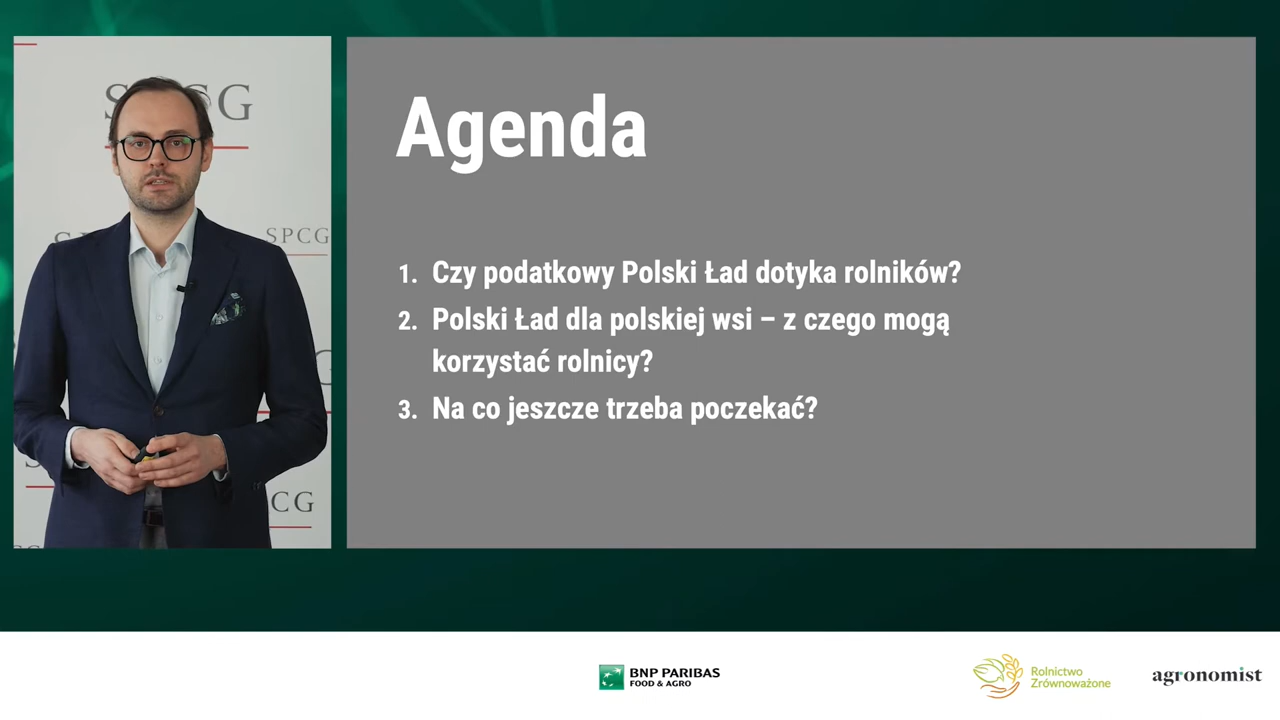 SPCG
SPCG
CG
Agenda
1. Czy podatkowy Polski Ład dotyka rolników?
2. Polski Ład dla polskiej wsi – z czego mogą
korzystać rolnicy?
3. Na co jeszcze trzeba poczekać?
BNP PARIBAS
FOOD & AGRO
Rolnictwo
Zrównoważone
agronomist